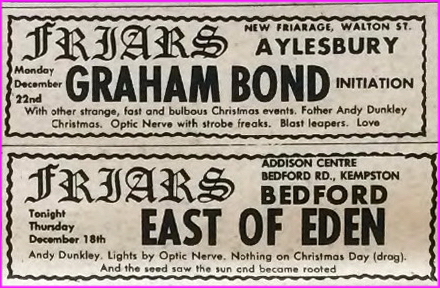 FRIARS
NEW FRIARAGE, WALTON ST.
AYLESBURY
Monday
December
22nd
GRAHAM BOND INITIATION
With other strange, fast and bulbous Christmas events. Father Andy Dunkley
Christmas. Optic Nerve with strobe freaks. Blast leapers. Love
FRIARS
ADDISON CENTRE
BEDFORD RD., KEMPSTON
BEDFORD
Tonight
Thursday
December 18th
EAST OF EDEN
Andy Dunkley. Lights by Optic Nerve. Nothing on Christmas Day (drag).
And the seed saw the sun and became rooted